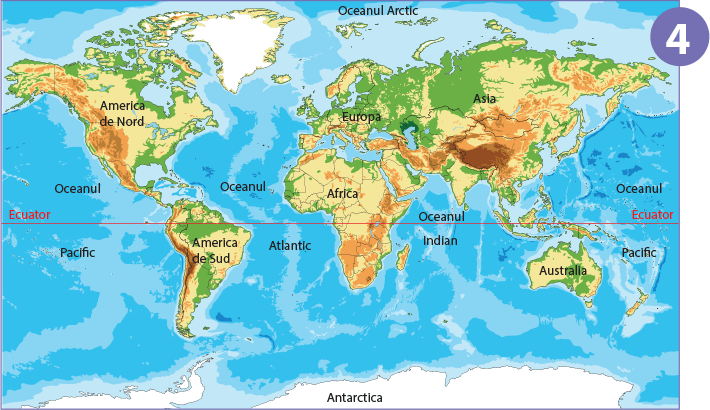 Oceanul Arctic
4
America
de Nord
Europa
Asia
Oceanul
Oceanul
Africa
Oceanul
Oceanul
Ecuator
Ecuator
Pacific
America
de Sud
Atlantic
Indian
Pacific
Australia
Antarctica